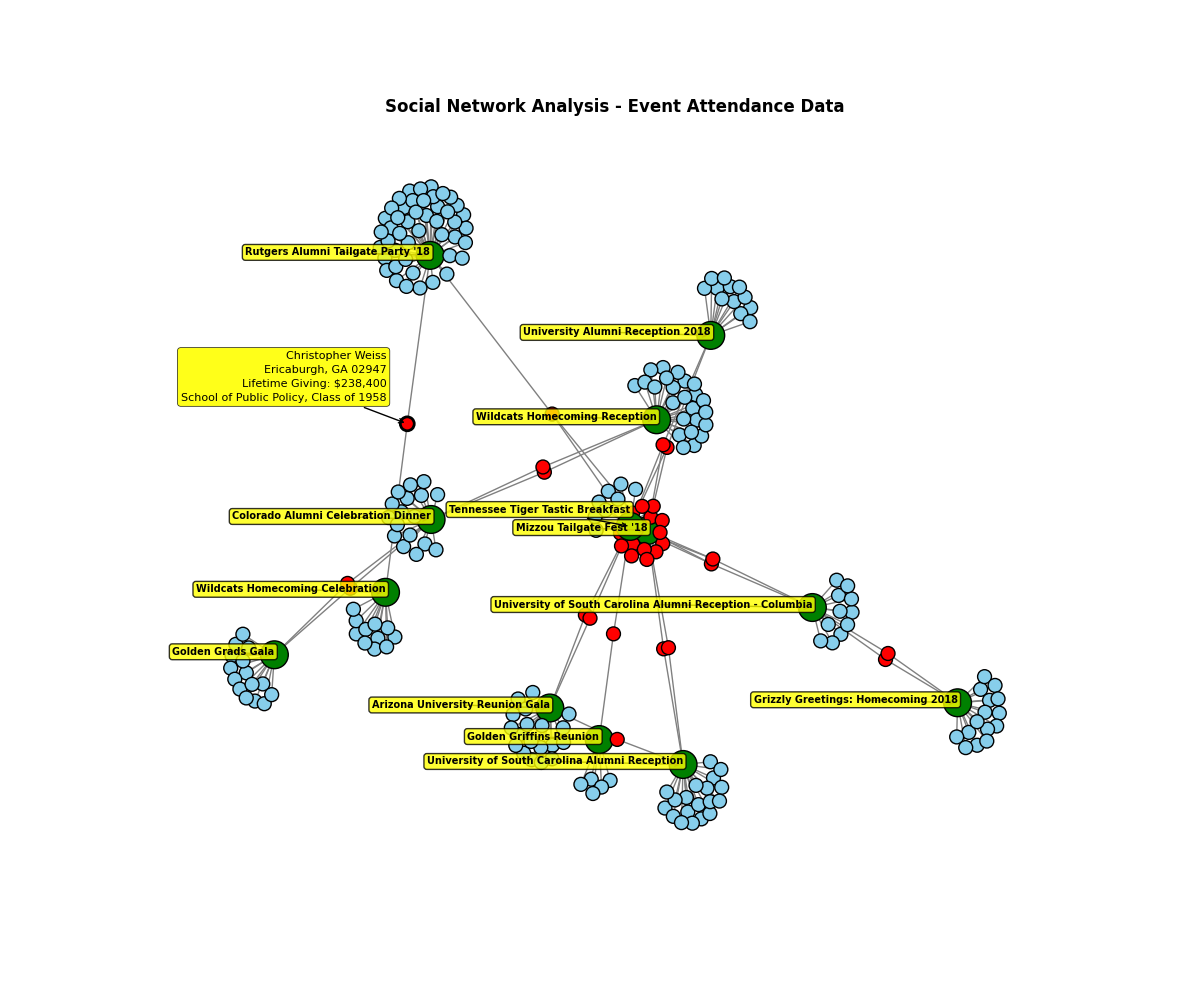 Social Network Analysis - Event Attendance Data
Rutgers Alumni Tailgate Party '18
University Alumni Reception 2018
Christopher Weiss
Ericaburgh, GA 02947
Lifetime Giving: $238,400
School of Public Policy, Class of 1958
Wildcats Homecoming Reception
Tennessee Tiger Tastic Breakfast
Colorado Alumni Celebration Dinner
Mizzou Tailgate Fest '18
Wildcats Homecoming Celebration
University of South Carolina Alumni Reception - Columbia
Golden Grads Gala
Grizzly Greetings: Homecoming 2018
Arizona University Reunion Gala
Golden Griffins Reunion
University of South Carolina Alumni Reception